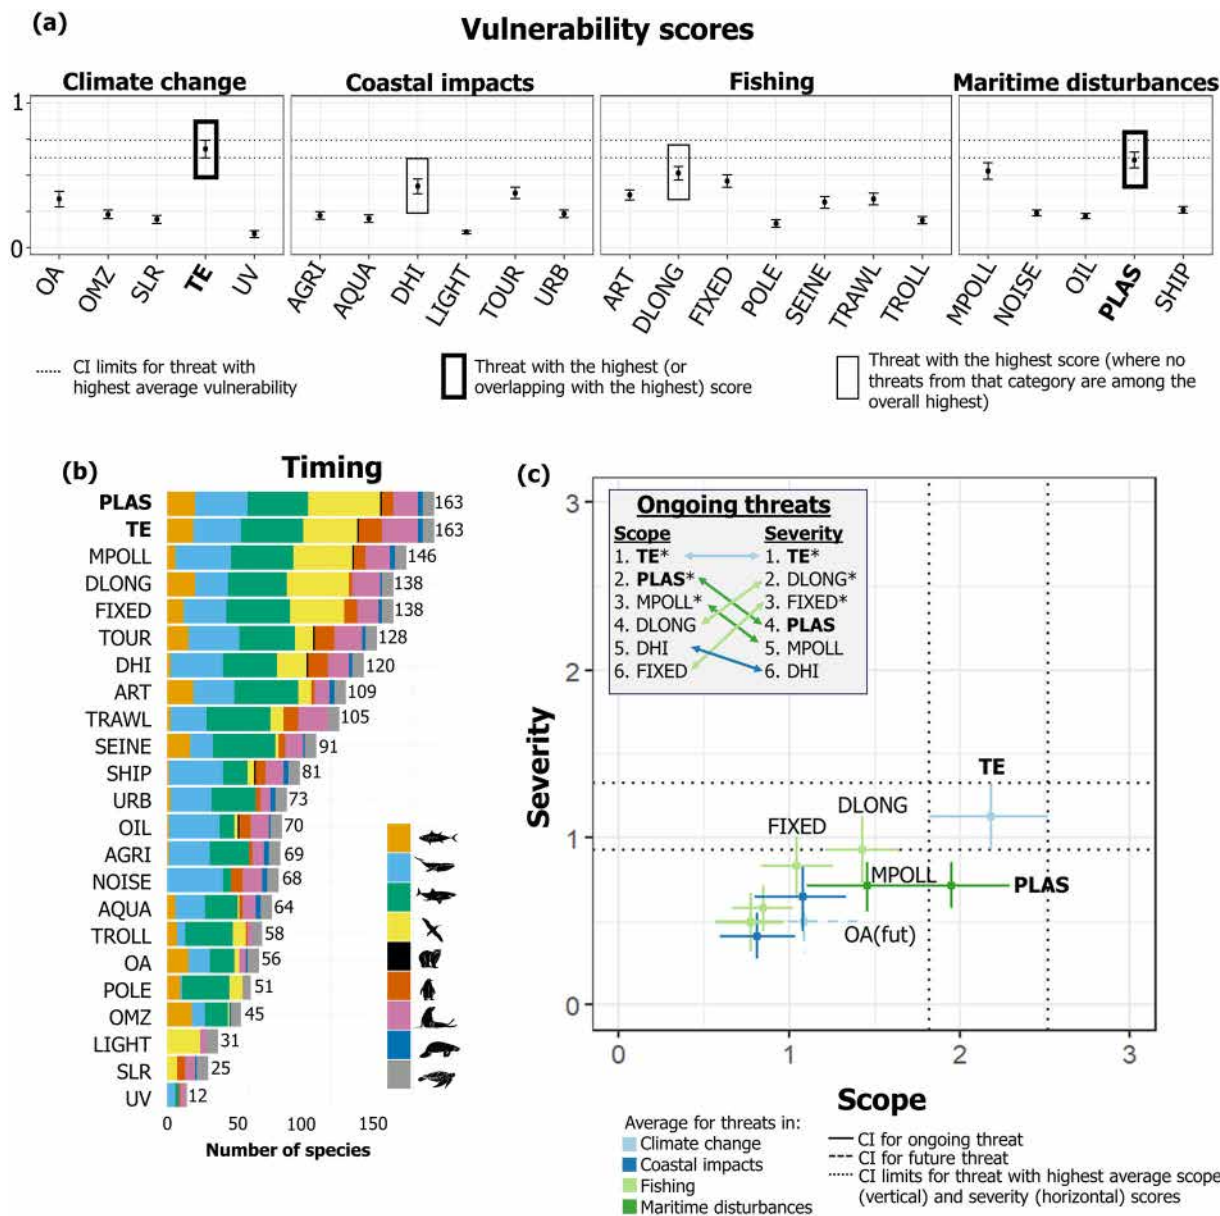 (a)
Vulnerability scores
Climate change
Coastal impacts
Fishing
Maritime disturbances
1
0
OA
OMZ
SLR
TE
UV
AGRI
AQUA
DHI
LIGHT
TOUR
URB
ART
DLONG
FIXED
POLE
SEINE
TRAWL
TROLL
MPOLL
NOISE
OIL
PLAS
SHIP
CI limits for threat with
highest average vulnerability
Threat with the highest (or
overlapping with the highest) score
Threat with the highest score (where no
threats from that category are among the
overall highest)
(b)
Timing
PLAS 163
TE 163
MPOLL 146
DLONG 138
FIXED 138
TOUR 128
DHI 120
ART 109
TRAWL 105
SEINE 91
SHIP 81
URB 73
OIL 70
AGRI 69
NOISE 68
AQUA 64
TROLL 58
OA 56
POLE 51
OMZ 45
LIGHT 31
SLR 25
UV 12
0 50 100 150
Number of species
(c)
Ongoing threats
Scope Severity
1. TE* 1. TE*
2. PLAS* 2. DLONG*
3. MPOLL* 3. FIXED*
4. DLONG 4. PLAS
5. DHI 5. MPOLL
6. FIXED 6. DHI
3
2
1
0
Severity
TE
DLONG
FIXED
MPOLL
PLAS
OA(fut)
0 1 2 3
Scope
Average for threats in:
Climate change
Coastal impacts
Fishing
Maritime disturbances
CI for ongoing threat
CI for future threat
CI limits for threat with highest average scope
(vertical) and severity (horizontal) scores